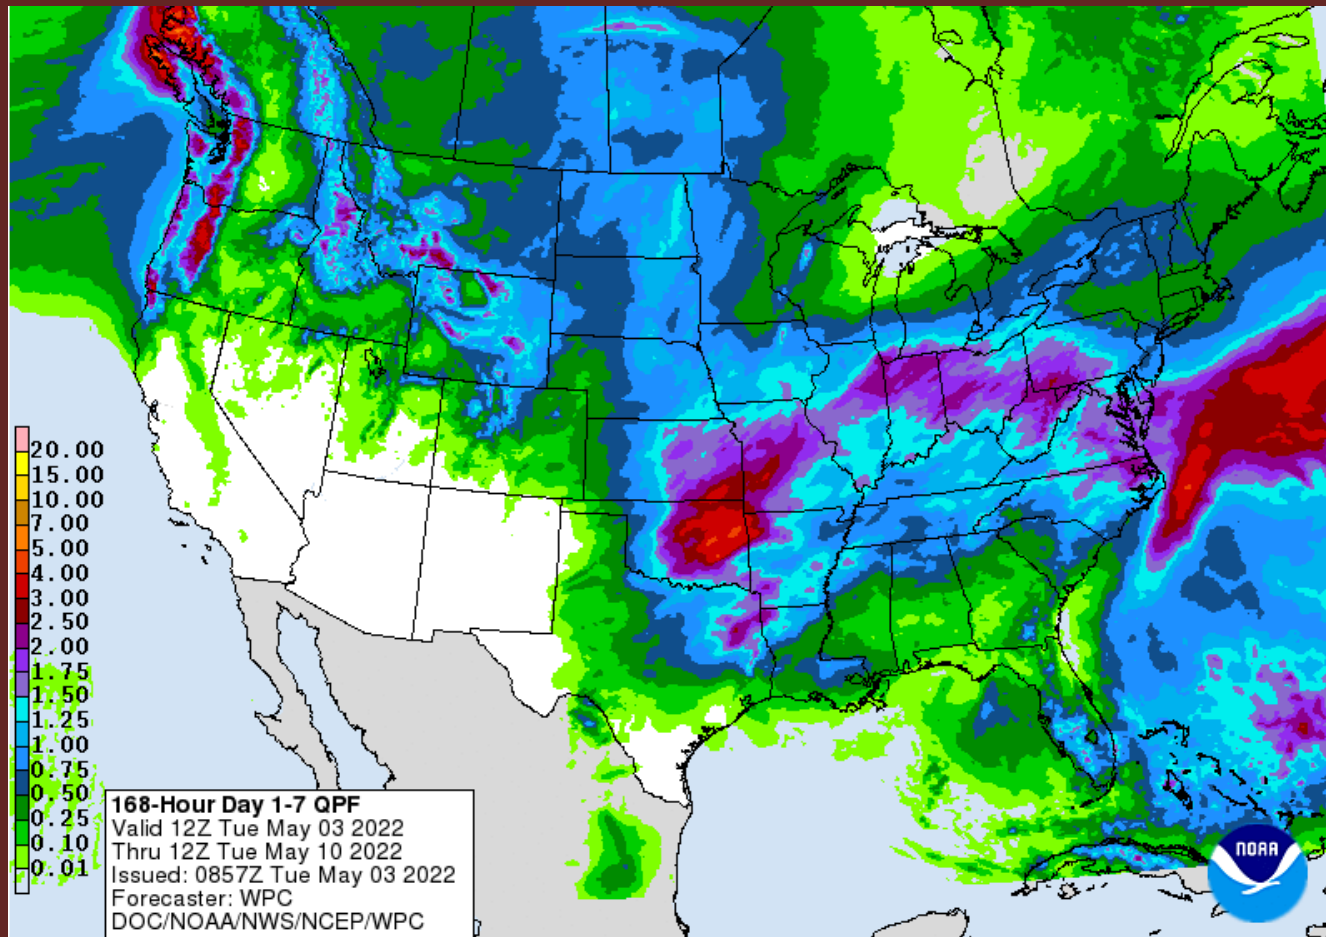 20.00
15.00
10.00
7.00
5.00
4.00
3.00
2.50
2.00
1.75
1.50
1.25
1.00
0.75
0.50
0.25
0.10
0.01
168-Hour Day 1-7 QPF
Valid 12Z Tue May 03 2022
Thru 12Z Tue May 10 2022
Issued: 0857Z Tue May 03 2022
Forecaster: WPC
DOC/NOAA/NWS/NCEP/WPC
NOAA